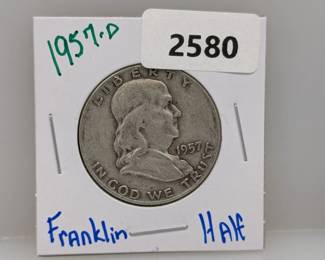 1957-D
2580
LIBERTY
1957
IN GOD WE TRUST
Franklin Half